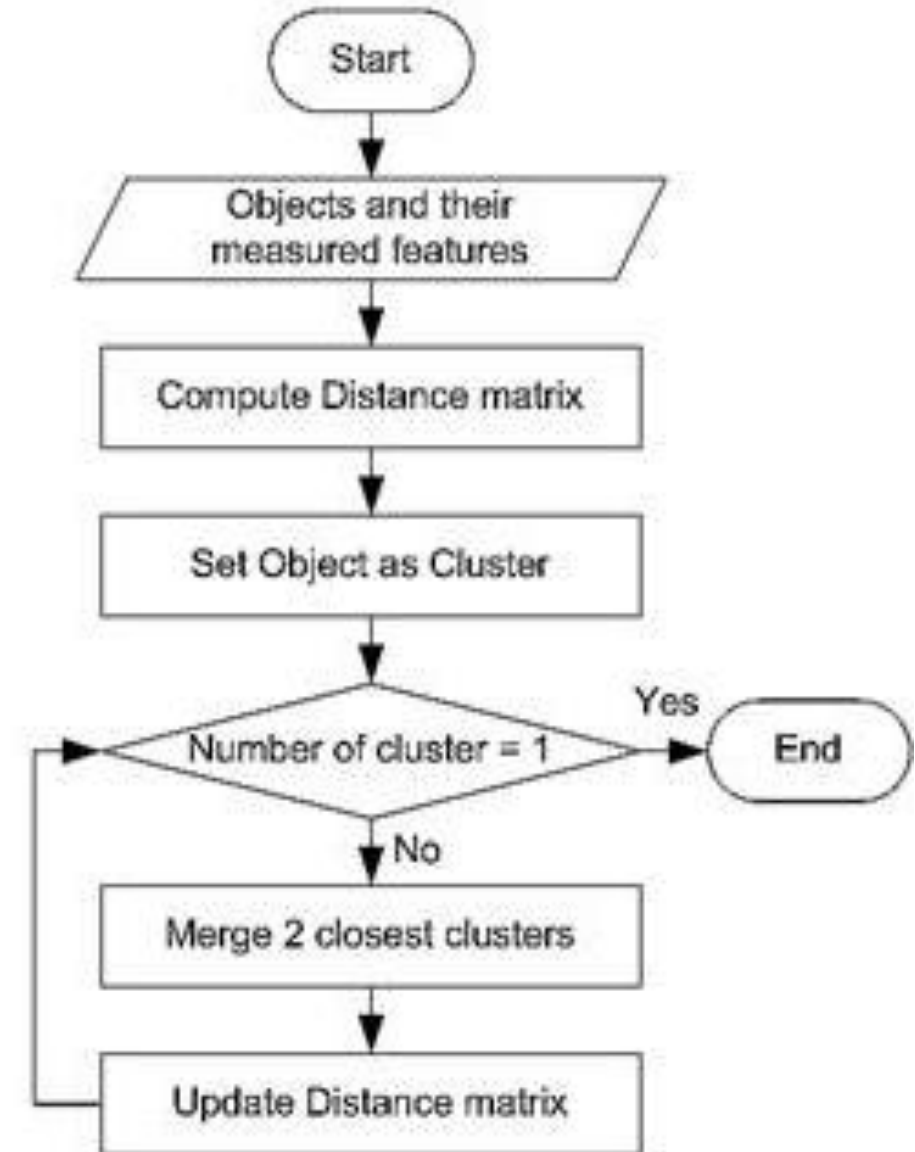 Start
Objects and their
measured features
Compute Distance matrix
Set Object as Cluster
Number of cluster = 1
Yes
End
No
Merge 2 closest clusters
Update Distance matrix